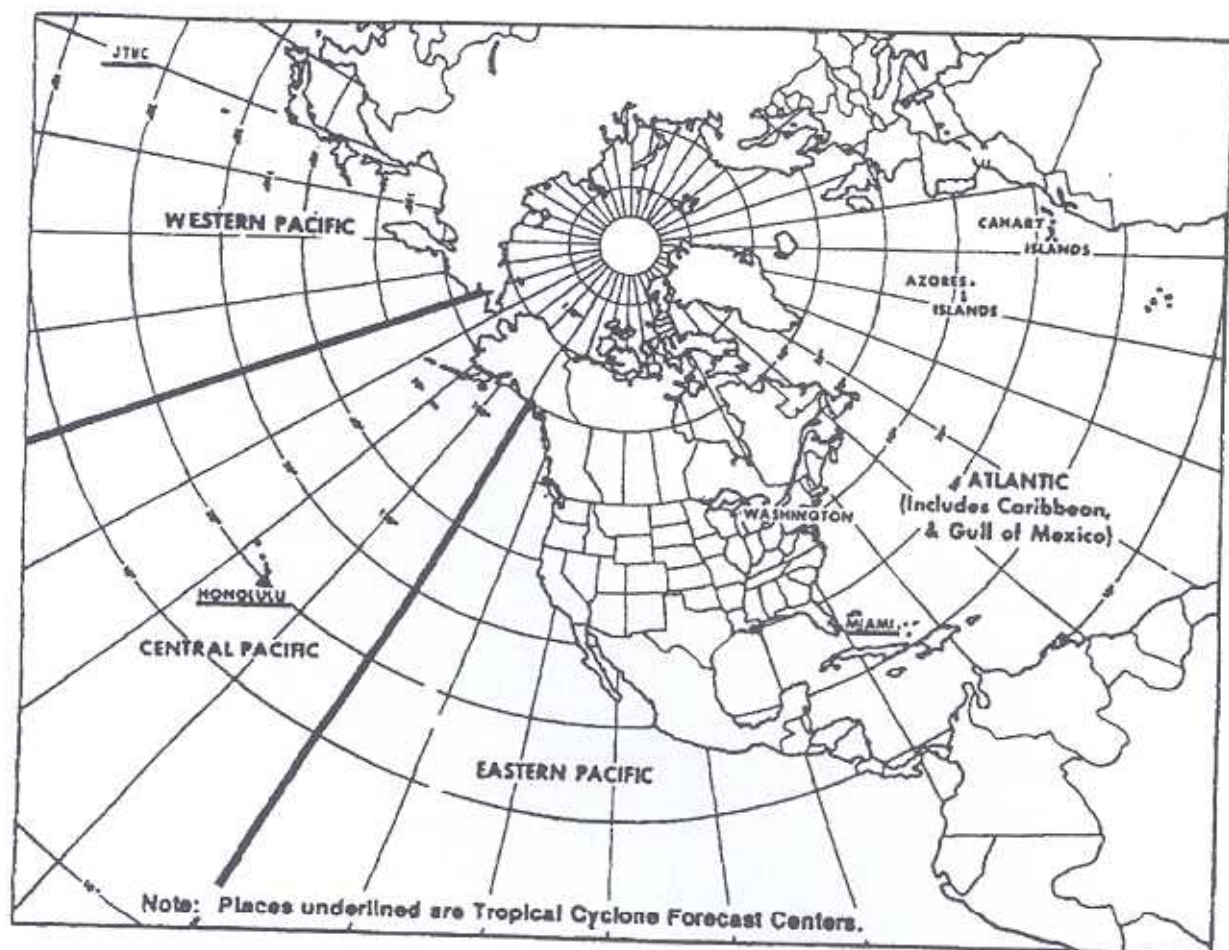 JTWC
WESTERN PACIFIC
CANARY
ISLANDS
AZORES
ISLANDS
ATLANTIC
(Includes Caribbean,
& Gulf of Mexico)
WASHINGTON
MIAMI
HONOLULU
CENTRAL PACIFIC
EASTERN PACIFIC
Note: Places underlined are Tropical Cyclone Forecast Centers.